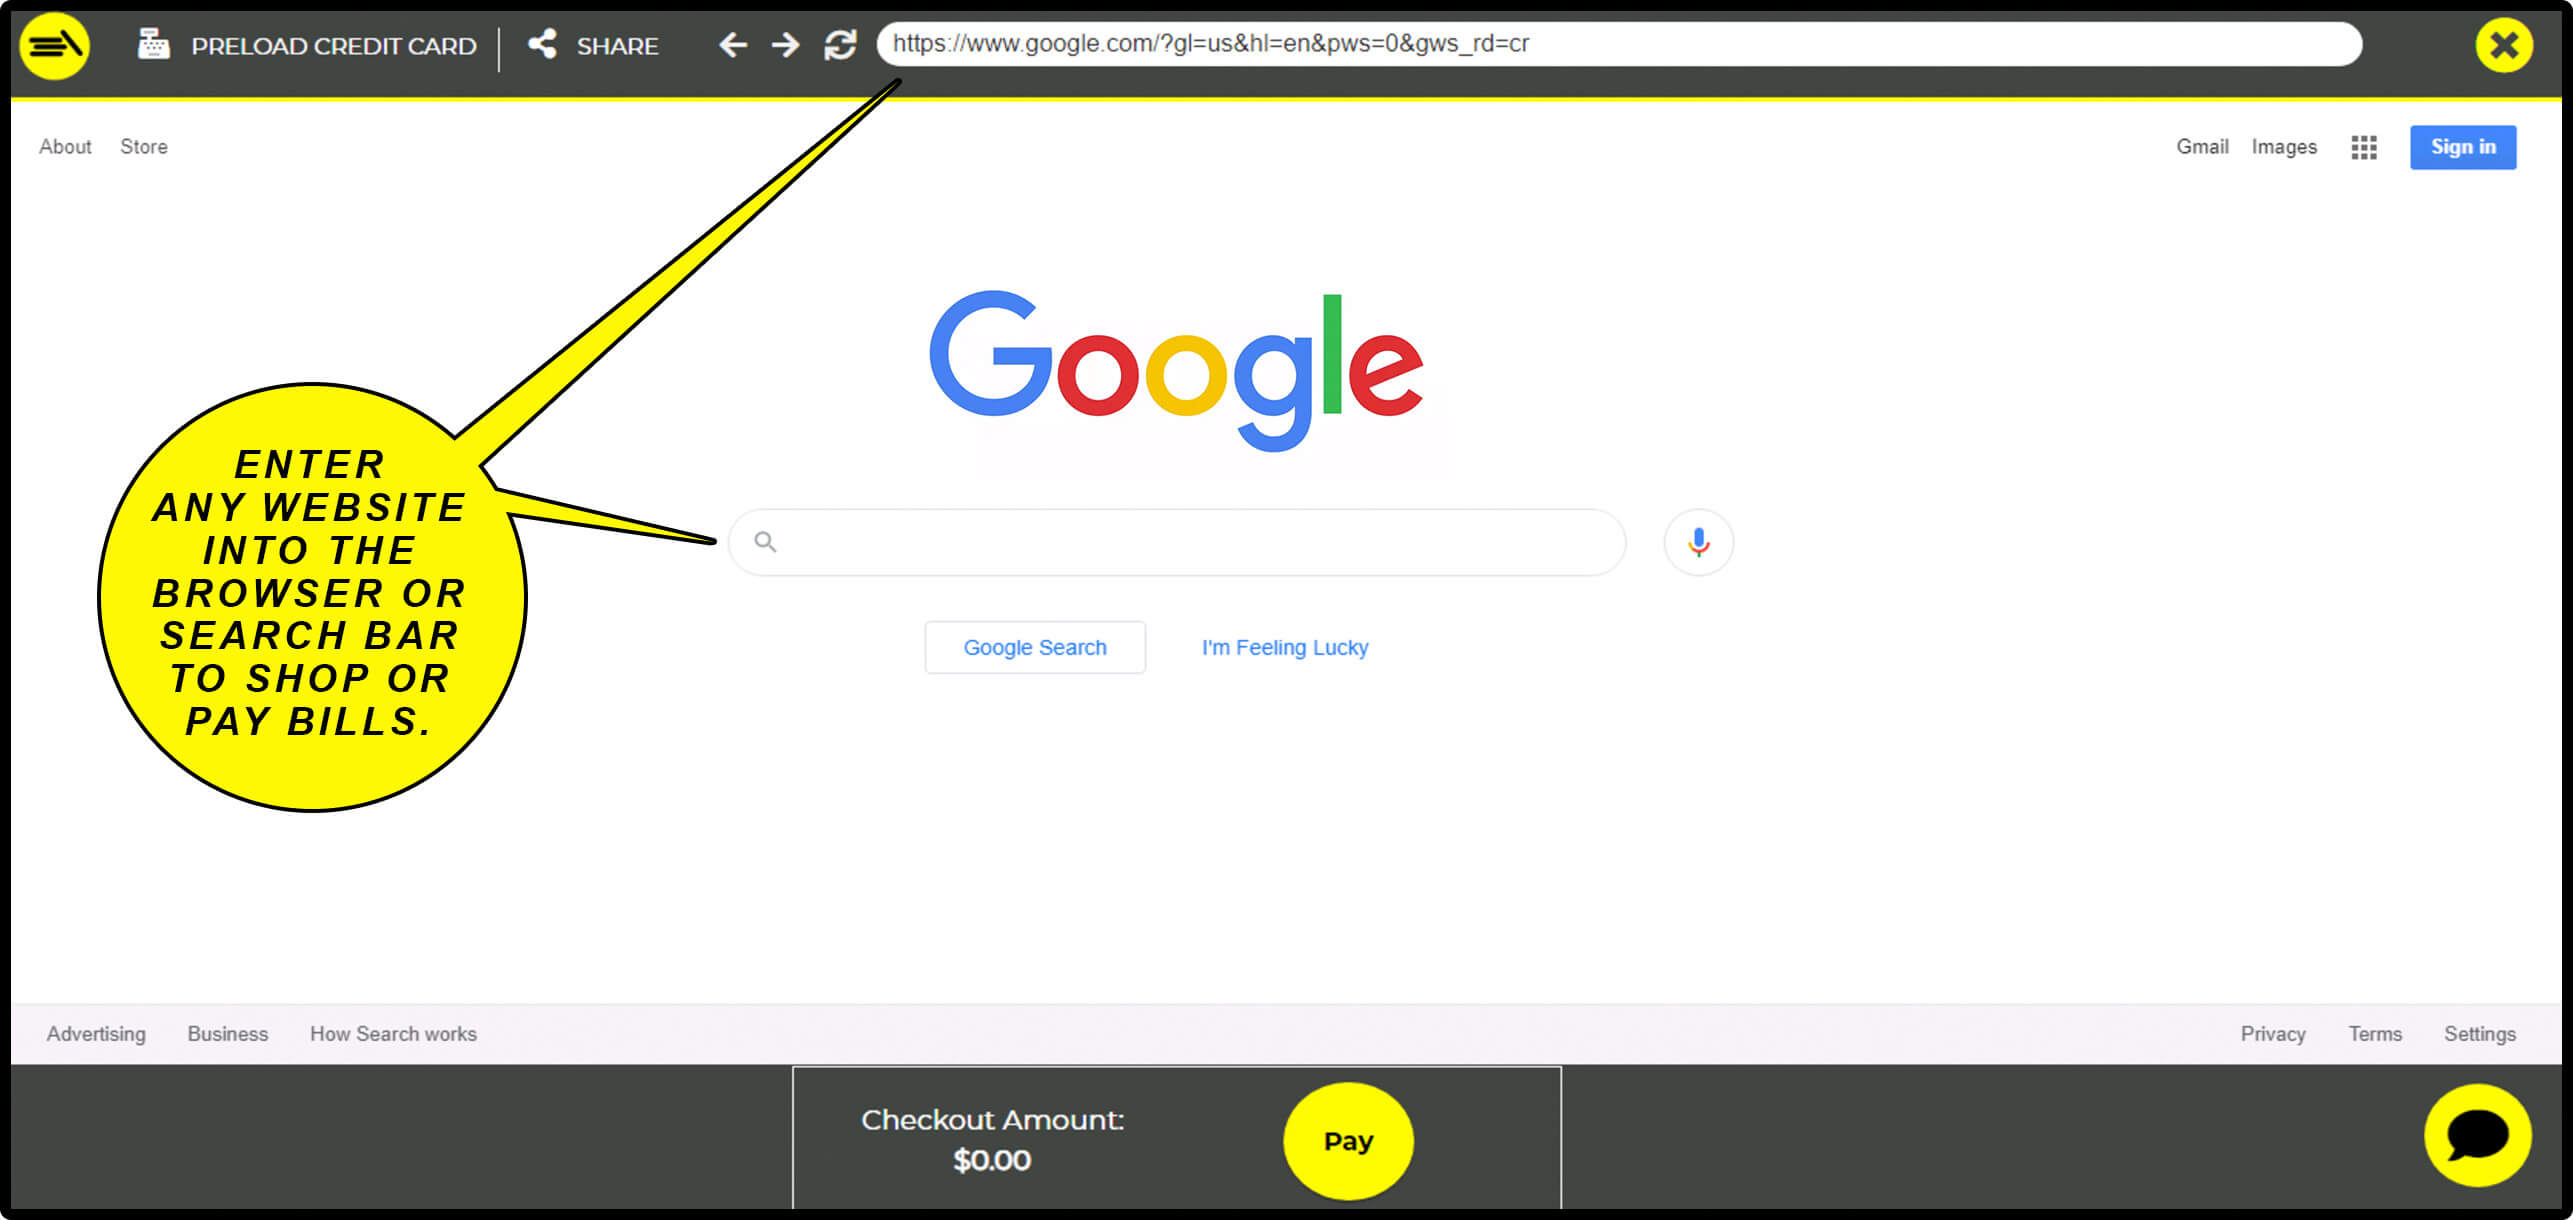 PRELOAD CREDIT CARD
SHARE
https://www.google.com/?gl=us&hl=en&pws=0&gws_rd=cr
About
Store
Gmail
Images
Sign in
Google
ENTER
ANY WEBSITE
INTO THE
BROWSER OR
SEARCH BAR
TO SHOP OR
PAY BILLS.
Google Search
I'm Feeling Lucky
Advertising
Business
How Search works
Privacy
Terms
Settings
Checkout Amount:
$0.00
Pay